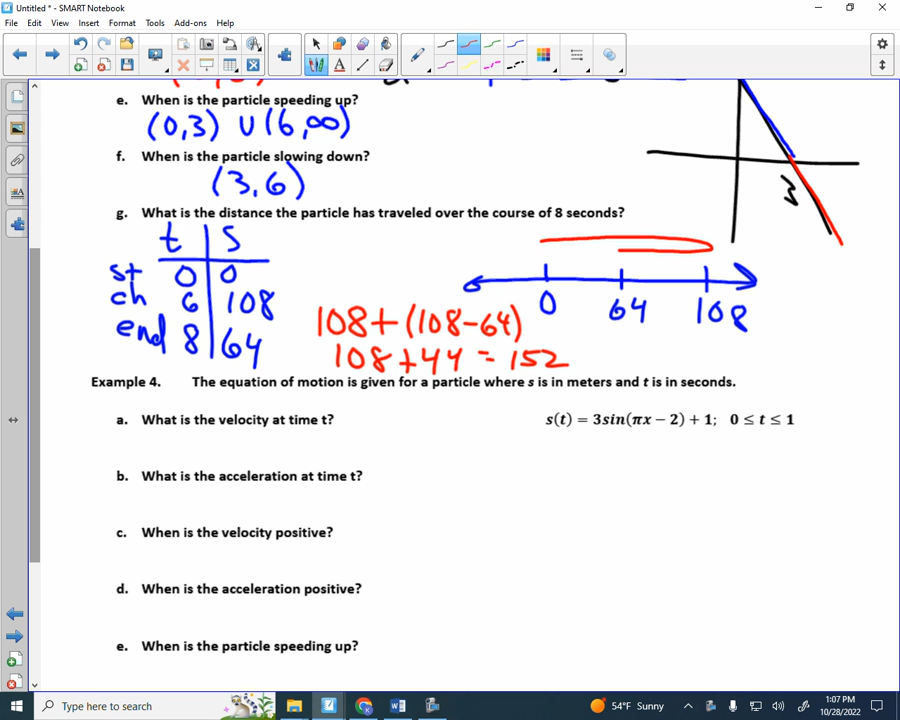 Untitled * - SMART Notebook
File Edit View Insert Format Tools Add-ons Help
e. When is the particle speeding up?
(0,3) ∪ (6,∞)
f. When is the particle slowing down?
(3,6)
g. What is the distance the particle has traveled over the course of 8 seconds?
3
t s
st 0 0
ch 6 108
end 8 64
0 64 108
108+(108-64)
108+44 = 152
Example 4. The equation of motion is given for a particle where s is in meters and t is in seconds.
a. What is the velocity at time t? s(t) = 3sin(πx − 2) + 1; 0 ≤ t ≤ 1
b. What is the acceleration at time t?
c. When is the velocity positive?
d. When is the acceleration positive?
e. When is the particle speeding up?
Type here to search
54°F Sunny
1:07 PM
10/28/2022